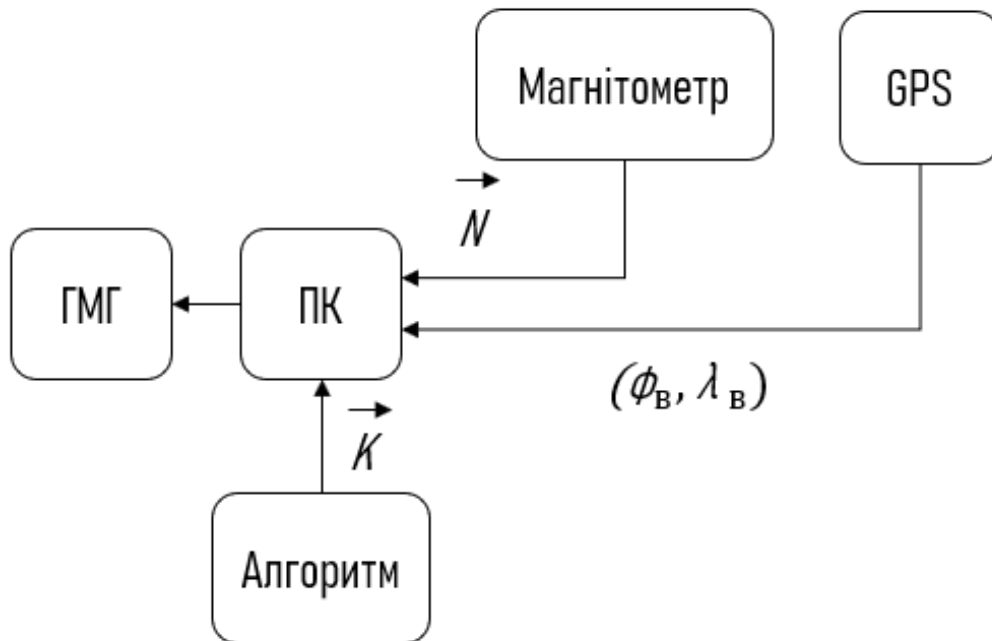 Магнітометр
GPS
N
ГМГ
ПК
(ϕв, λв)
K
Алгоритм